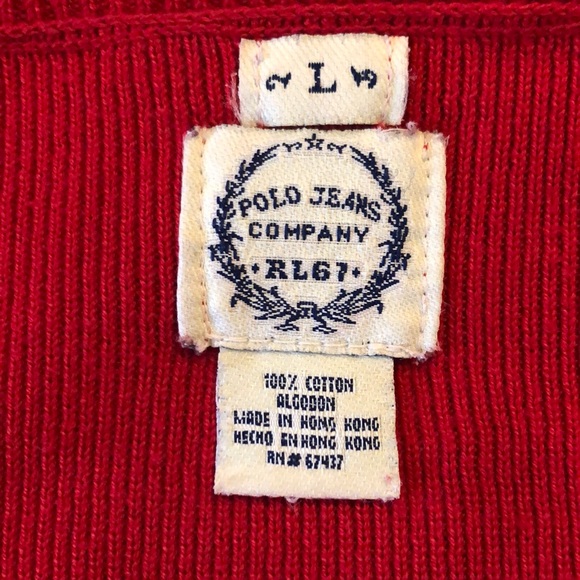 L
POLO JEANS
COMPANY
RL67
100% COTTON
ALGODON
MADE IN HONG KONG
HECHO EN HONG KONG
RN# 67437